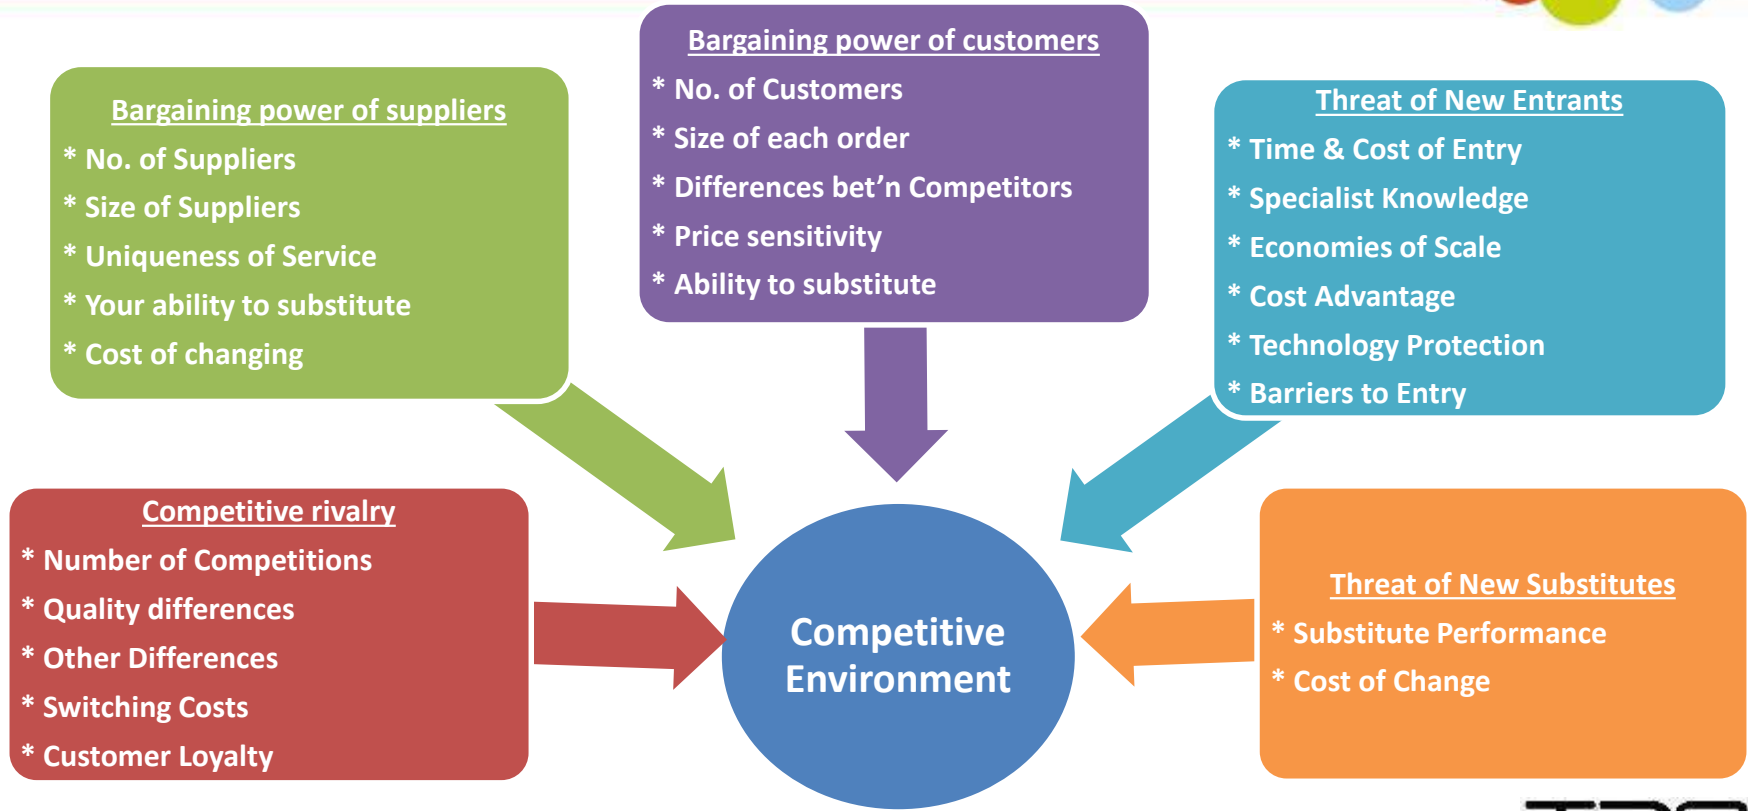 Bargaining power of suppliers
* No. of Suppliers
* Size of Suppliers
* Uniqueness of Service
* Your ability to substitute
* Cost of changing
Bargaining power of customers
* No. of Customers
* Size of each order
* Differences bet’n Competitors
* Price sensitivity
* Ability to substitute
Threat of New Entrants
* Time & Cost of Entry
* Specialist Knowledge
* Economies of Scale
* Cost Advantage
* Technology Protection
* Barriers to Entry
Competitive rivalry
* Number of Competitions
* Quality differences
* Other Differences
* Switching Costs
* Customer Loyalty
Competitive
Environment
Threat of New Substitutes
* Substitute Performance
* Cost of Change